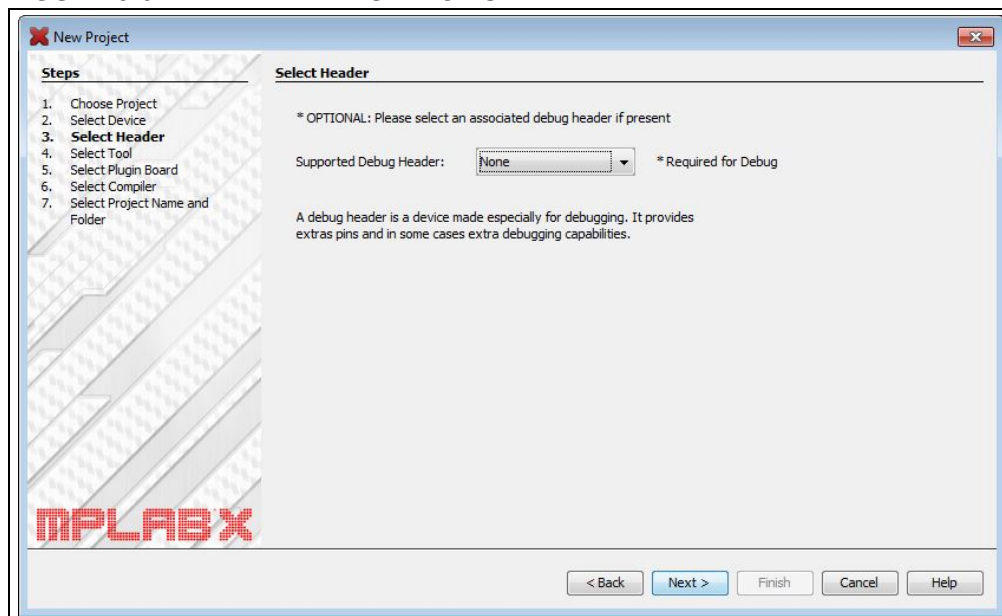 New Project
Steps
1. Choose Project
2. Select Device
3. Select Header
4. Select Tool
5. Select Plugin Board
6. Select Compiler
7. Select Project Name and
Folder
Select Header
* OPTIONAL: Please select an associated debug header if present
Supported Debug Header: None * Required for Debug
A debug header is a device made especially for debugging. It provides
extras pins and in some cases extra debugging capabilities.
MPLAB X
< Back Next > Finish Cancel Help